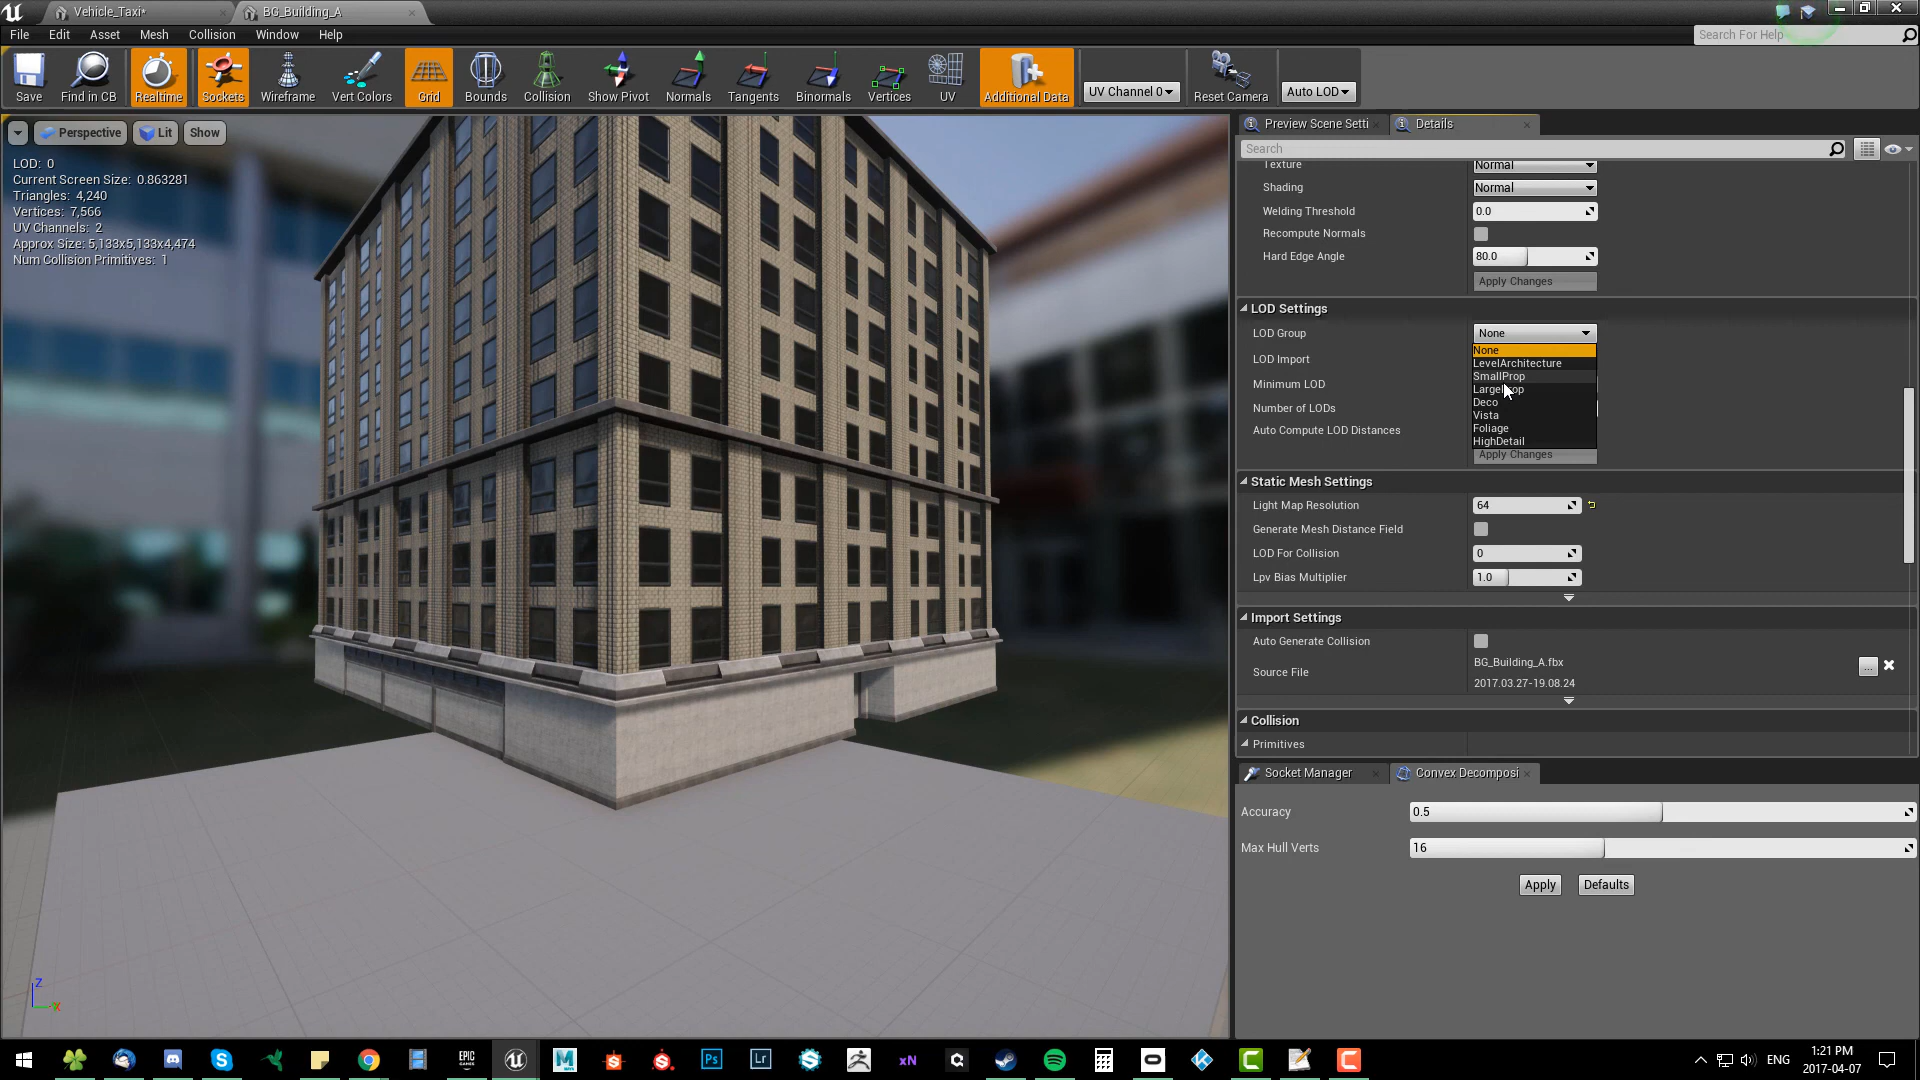 Vehicle_Taxi*
BG_Building_A
File Edit Asset Mesh Collision Window Help
Search For Help
Save
Find in CB
Realtime
Sockets
Wireframe
Vert Colors
Grid
Bounds
Collision
Show Pivot
Normals
Tangents
Binormals
Vertices
UV
Additional Data
UV Channel 0
Reset Camera
Auto LOD
Perspective
Lit
Show
LOD: 0
Current Screen Size: 0.863281
Triangles: 4,240
Vertices: 7,566
UV Channels: 2
Approx Size: 5,133x5,133x4,474
Num Collision Primitives: 1
Z
Preview Scene Setti
Details
Search
Texture Normal
Shading Normal
Welding Threshold 0.0
Recompute Normals
Hard Edge Angle 80.0
Apply Changes
LOD Settings
LOD Group None
None
LevelArchitecture
LOD Import
SmallProp
Minimum LOD
Deco
Number of LODs
Vista
Auto Compute LOD Distances
Foliage
HighDetail
Apply Changes
Static Mesh Settings
Light Map Resolution 64
Generate Mesh Distance Field
LOD For Collision 0
Lpv Bias Multiplier 1.0
Import Settings
Auto Generate Collision
Source File
BG_Building_A.fbx
...
2017.03.27-19.08.24
Collision
Primitives
Socket Manager
Convex Decomposi
Accuracy 0.5
Max Hull Verts 16
Apply
Defaults
EPIC GAMES
Ps
Lr
xN
ENG
1:21 PM
2017-04-07